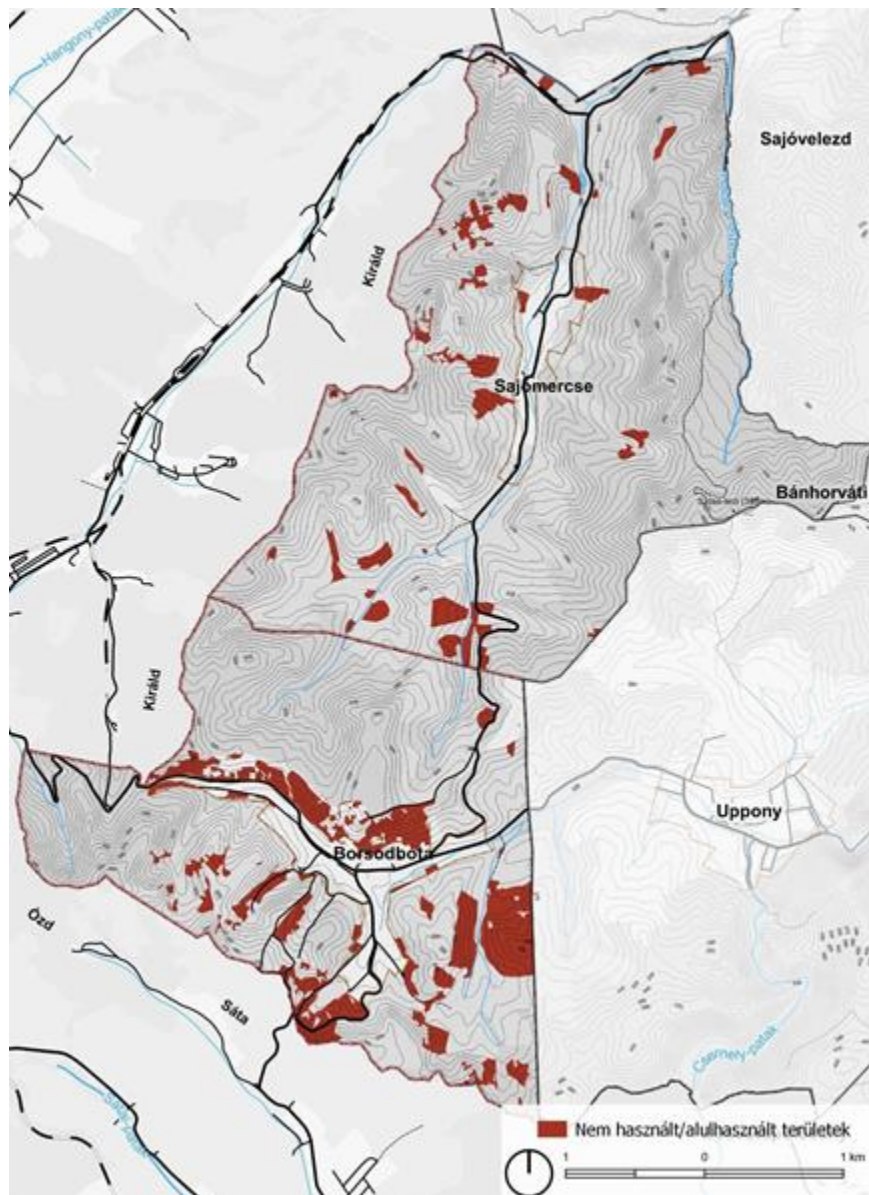 Hangony-patak
Sajóvelezd
Királd
Sajómercse
Bánhorváti
Királd
Uppony
Borsodbóta
Ózd
Sáta
Csernely-patak
Nem használt/alulhasznált területek
1 0 1 km